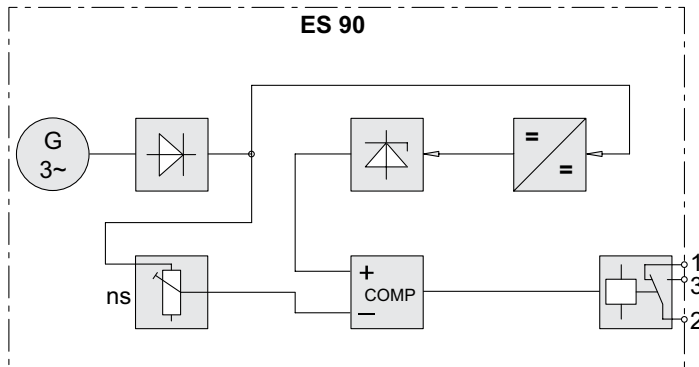 ES 90
G
3~
=
=
ns
+
COMP
−
1
3
2